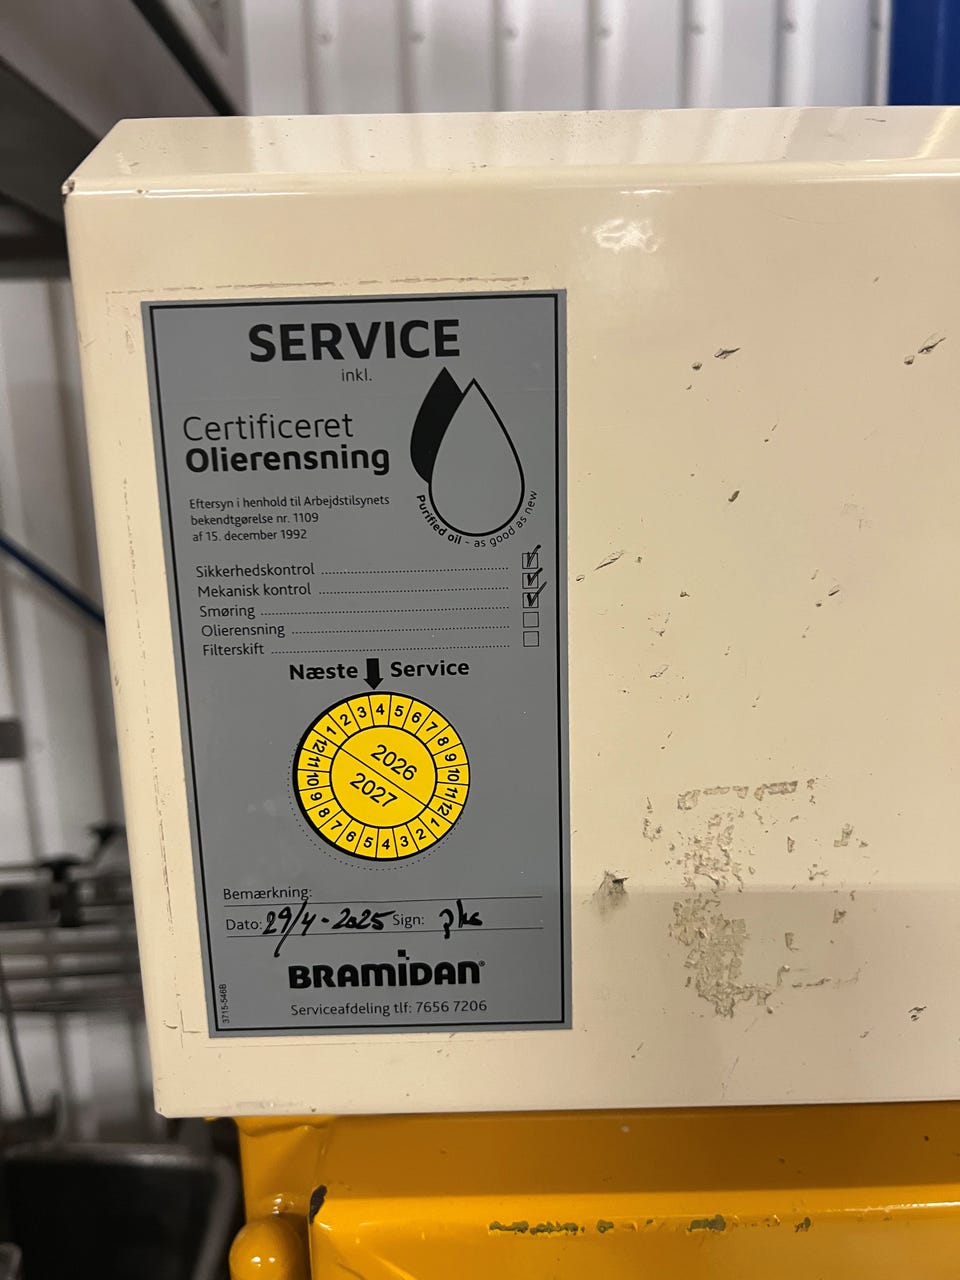 SERVICE
inkl.
Certificeret
Olierensning
Purified oil - as good as new
Eftersyn i henhold til Arbejdstilsynets
bekendtgørelse nr. 1109
af 15. december 1992
Sikkerhedskontrol
Mekanisk kontrol
Smøring
Olierensning
Filterskift
Næste Service
1 2 3 4 5 6 7 8 9 10 11 12
2026
2027
1 2 3 4 5 6 7 8 9 10 11 12
Bemærkning:
Dato: 29/4-2025 Sign:
BRAMIDAN®
Serviceafdeling tlf: 7656 7206
3715-546B